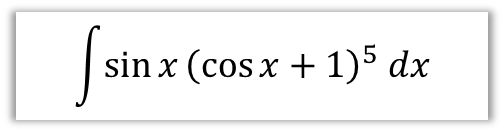 ∫ sin x (cos x + 1)⁵ dx